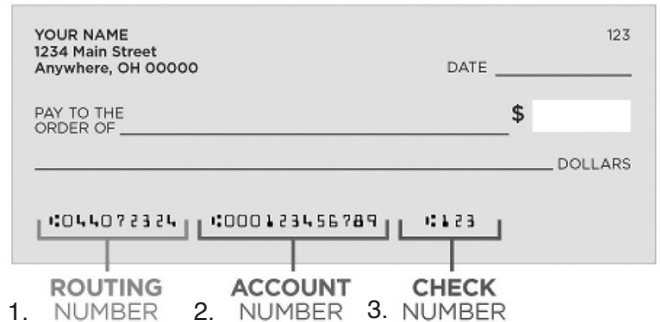 YOUR NAME
123
1234 Main Street
Anywhere, OH 00000
DATE
PAY TO THE
ORDER OF
$
DOLLARS
⑆044072324 ⑆000123456789 ⑆123
ROUTING ACCOUNT CHECK
1. NUMBER 2. NUMBER 3. NUMBER